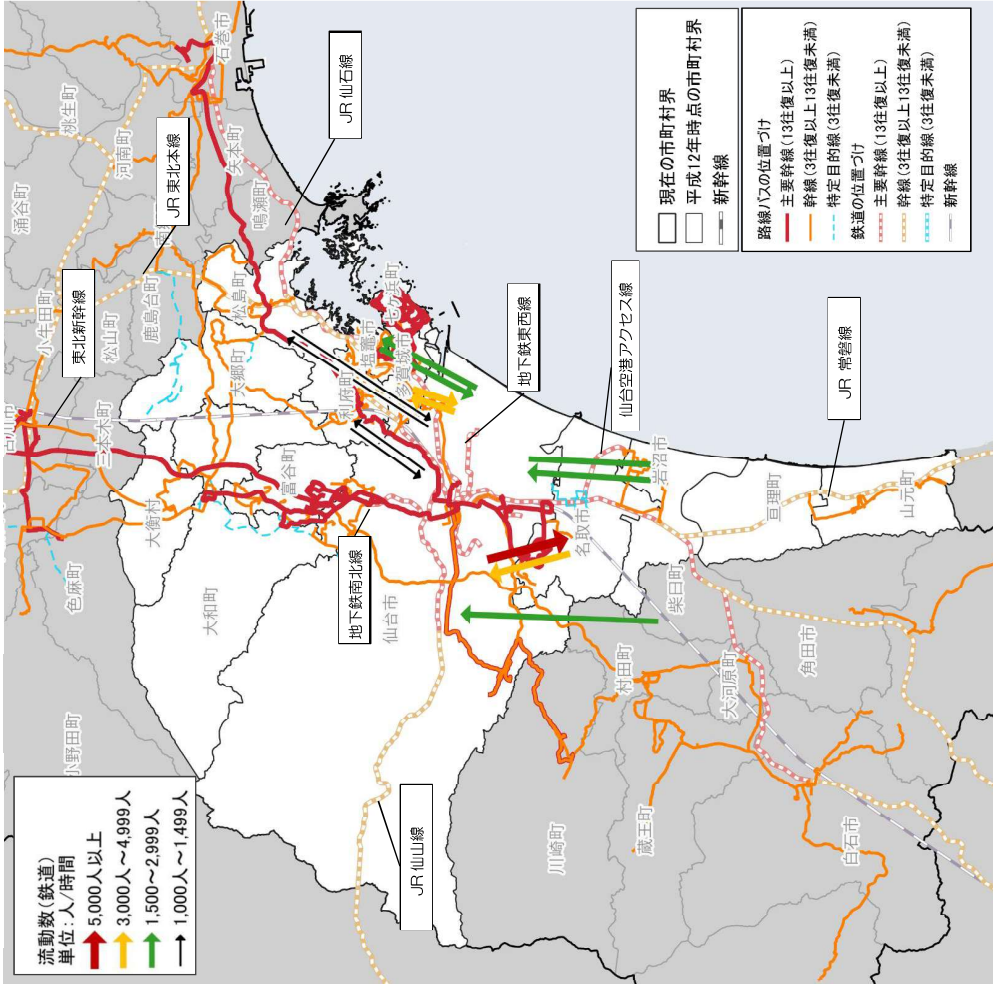 流動数(鉄道)
単位:人/時間
5,000人以上
3,000人～4,999人
1,500～2,999人
1,000人～1,499人
現在の市町村界
平成12年時点の市町村界
新幹線
路線バスの位置づけ
主要幹線(13往復以上)
幹線(3往復以上13往復未満)
特定目的線(3往復未満)
鉄道の位置づけ
主要幹線(13往復以上)
幹線(3往復以上13往復未満)
特定目的線(3往復未満)
新幹線
東北新幹線
JR東北本線
JR仙石線
地下鉄南北線
地下鉄東西線
仙台空港アクセス線
JR 常磐線
JR仙山線
小野田町
色麻町
古川市
三本木町
小牛田町
松山町
鹿島台町
涌谷町
河南町
桃生町
石巻市
矢本町
鳴瀬町
松島町
大郷町
大衡村
大和町
富谷町
利府町
塩竈市
多賀城市
七ヶ浜町
仙台市
名取市
岩沼市
亘理町
山元町
柴田町
村田町
大河原町
角田市
川崎町
蔵王町
白石市